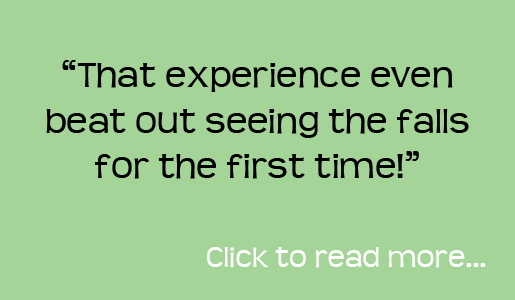 “That experience even
beat out seeing the falls
for the first time!”
Click to read more...